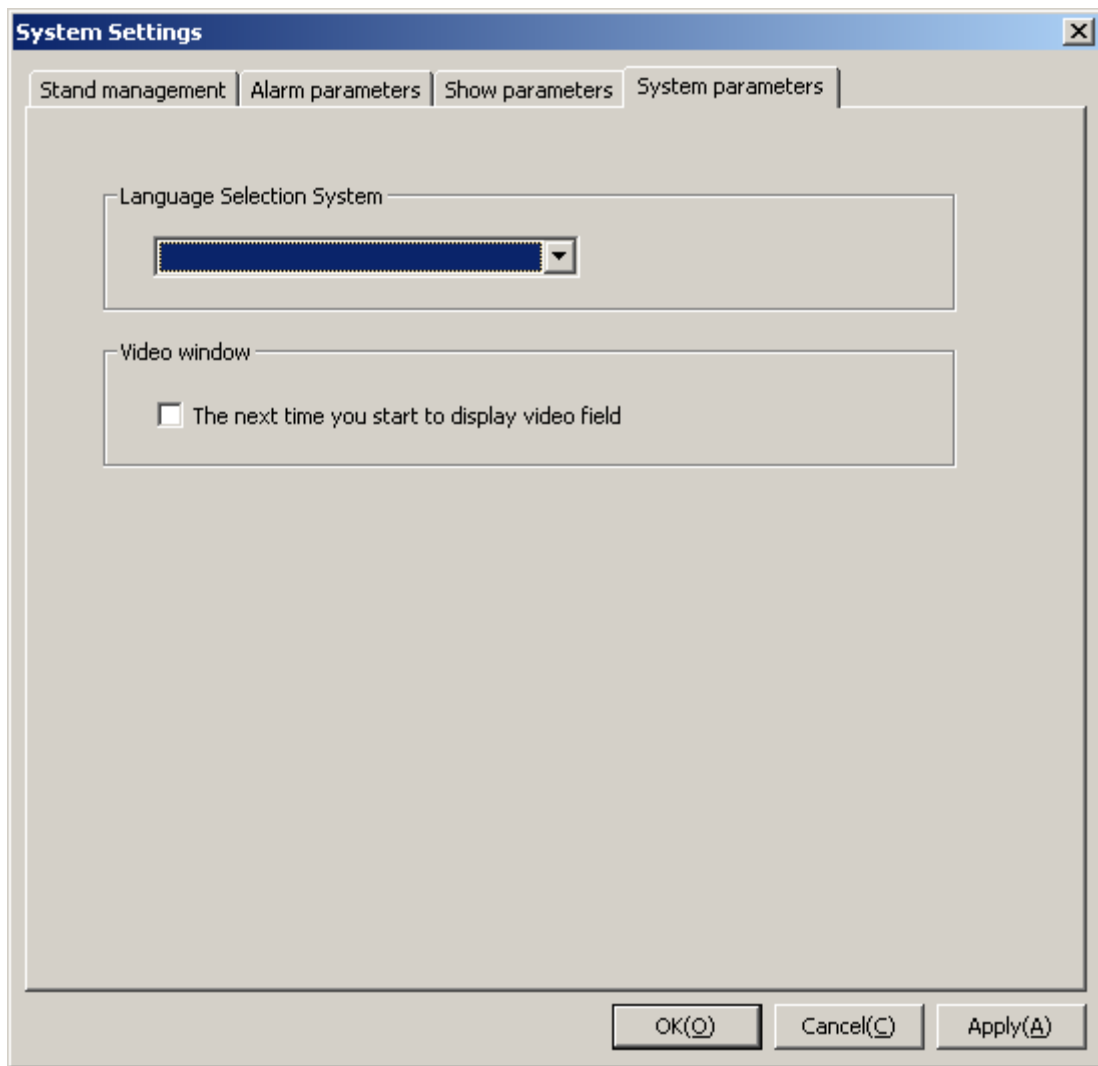 System Settings
Stand management Alarm parameters Show parameters System parameters
Language Selection System
Video window
The next time you start to display video field
OK(O) Cancel(C) Apply(A)